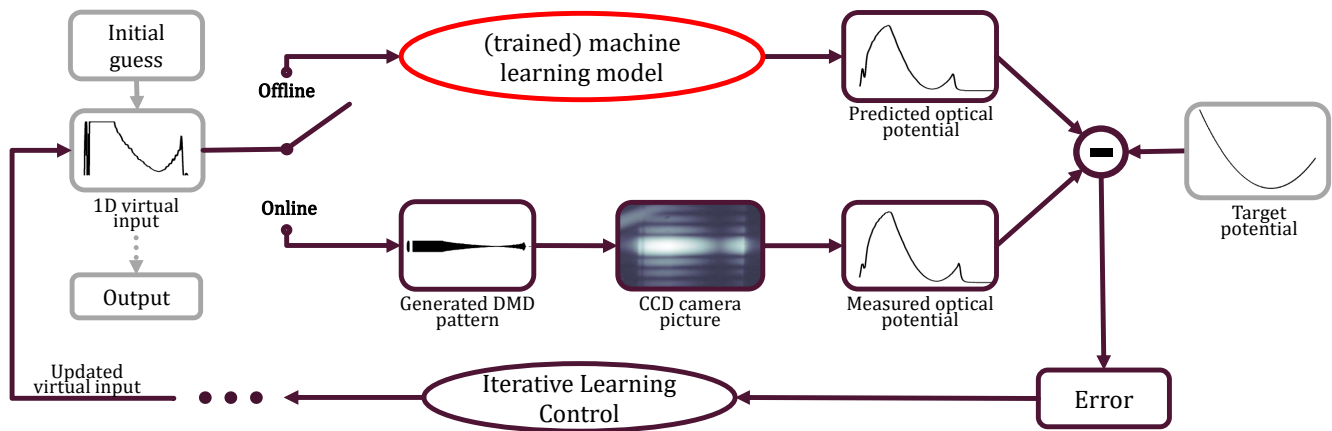 Initial
guess
1D virtual
input
Output
Offline
Online
(trained) machine
learning model
Predicted optical
potential
Target
potential
Generated DMD
pattern
CCD camera
picture
Measured optical
potential
Updated
virtual input
Iterative Learning
Control
Error